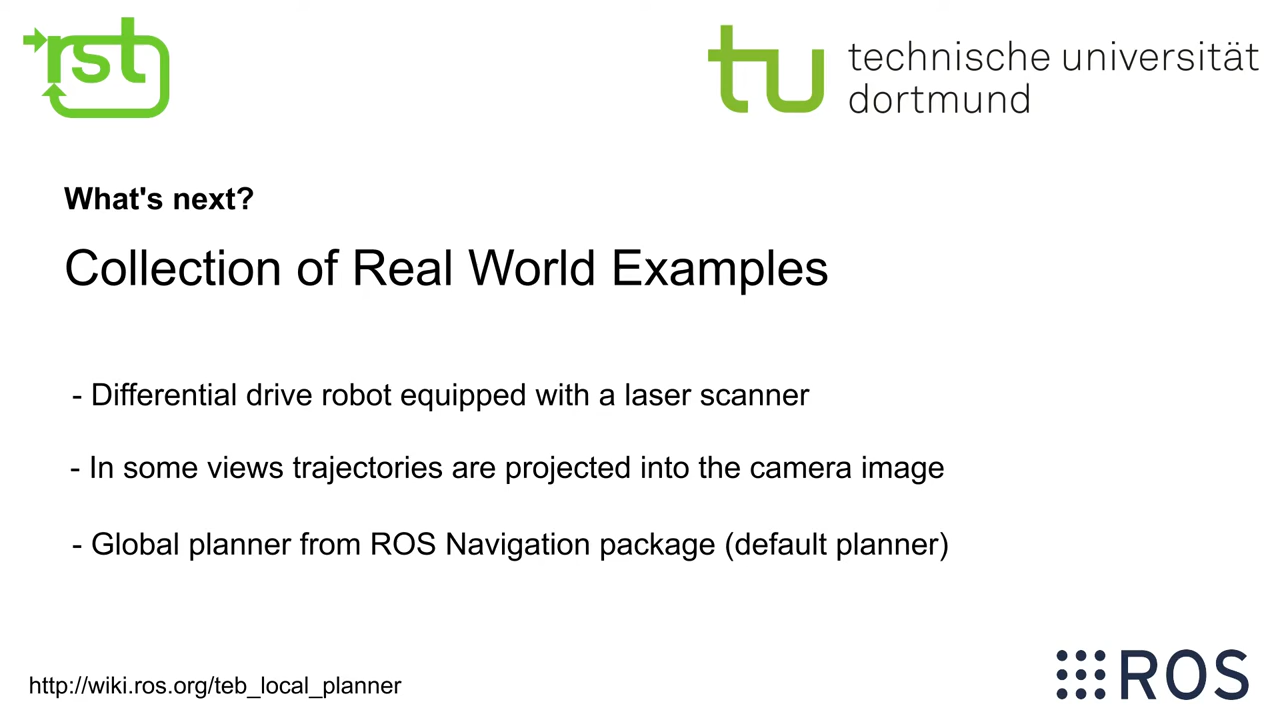 rst
technische universität
dortmund
What's next?
Collection of Real World Examples
- Differential drive robot equipped with a laser scanner
- In some views trajectories are projected into the camera image
- Global planner from ROS Navigation package (default planner)
http://wiki.ros.org/teb_local_planner
ROS